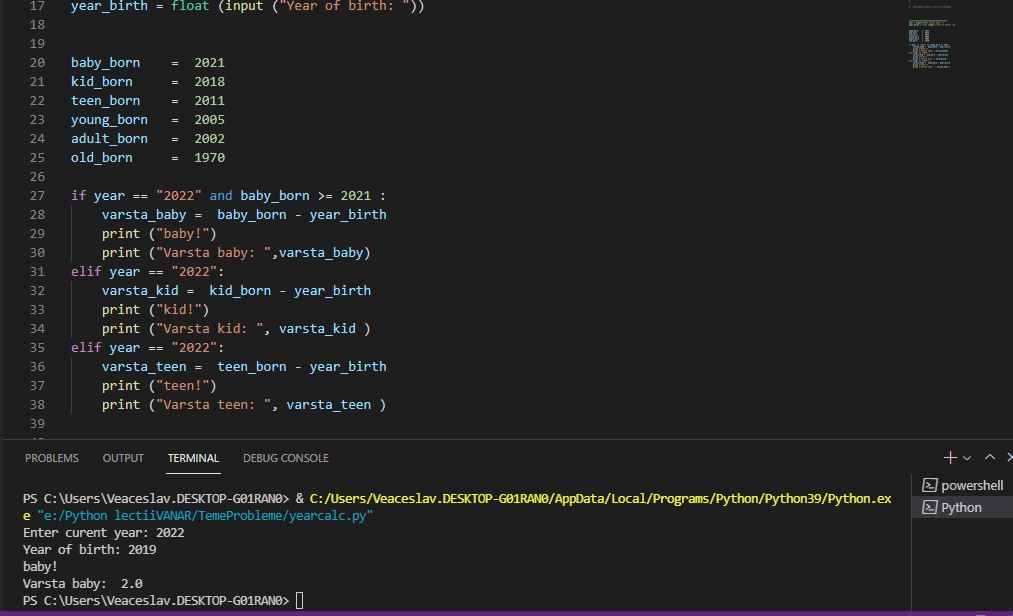 17 year_birth = float (input ("Year of birth: "))
18
19
20 baby_born    =  2021
21 kid_born     =  2018
22 teen_born    =  2011
23 young_born   =  2005
24 adult_born   =  2002
25 old_born     =  1970
26
27 if year == "2022" and baby_born >= 2021 :
28     varsta_baby =  baby_born - year_birth
29     print ("baby!")
30     print ("Varsta baby: ",varsta_baby)
31 elif year == "2022":
32     varsta_kid =  kid_born - year_birth
33     print ("kid!")
34     print ("Varsta kid: ", varsta_kid )
35 elif year == "2022":
36     varsta_teen =  teen_born - year_birth
37     print ("teen!")
38     print ("Varsta teen: ", varsta_teen )
39
PROBLEMS OUTPUT TERMINAL DEBUG CONSOLE
PS C:\Users\Veaceslav.DESKTOP-G01RAN0> & C:/Users/Veaceslav.DESKTOP-G01RAN0/AppData/Local/Programs/Python/Python39/Python.ex
e "e:/Python lectiiVANAR/TemeProbleme/yearcalc.py"
Enter curent year: 2022
Year of birth: 2019
baby!
Varsta baby:  2.0
PS C:\Users\Veaceslav.DESKTOP-G01RAN0>
powershell
Python